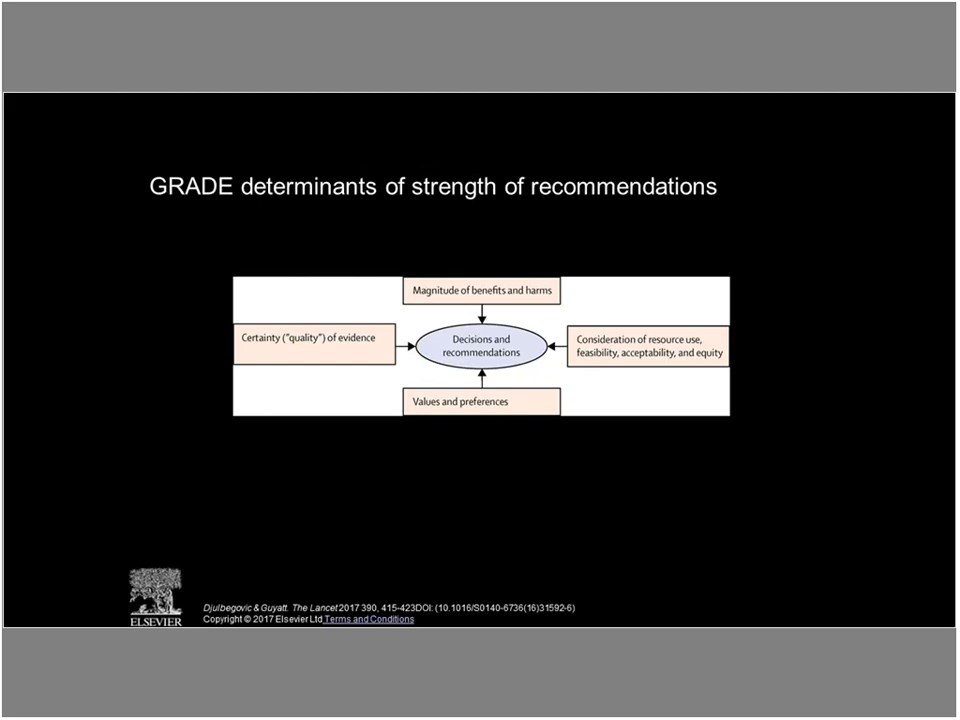 GRADE determinants of strength of recommendations
Magnitude of benefits and harms
Certainty ("quality") of evidence
Decisions and
recommendations
Consideration of resource use,
feasibility, acceptability, and equity
Values and preferences
ELSEVIER
Djulbegovic & Guyatt. The Lancet 2017 390, 415-423DOI: (10.1016/S0140-6736(16)31592-6)
Copyright © 2017 Elsevier Ltd Terms and Conditions